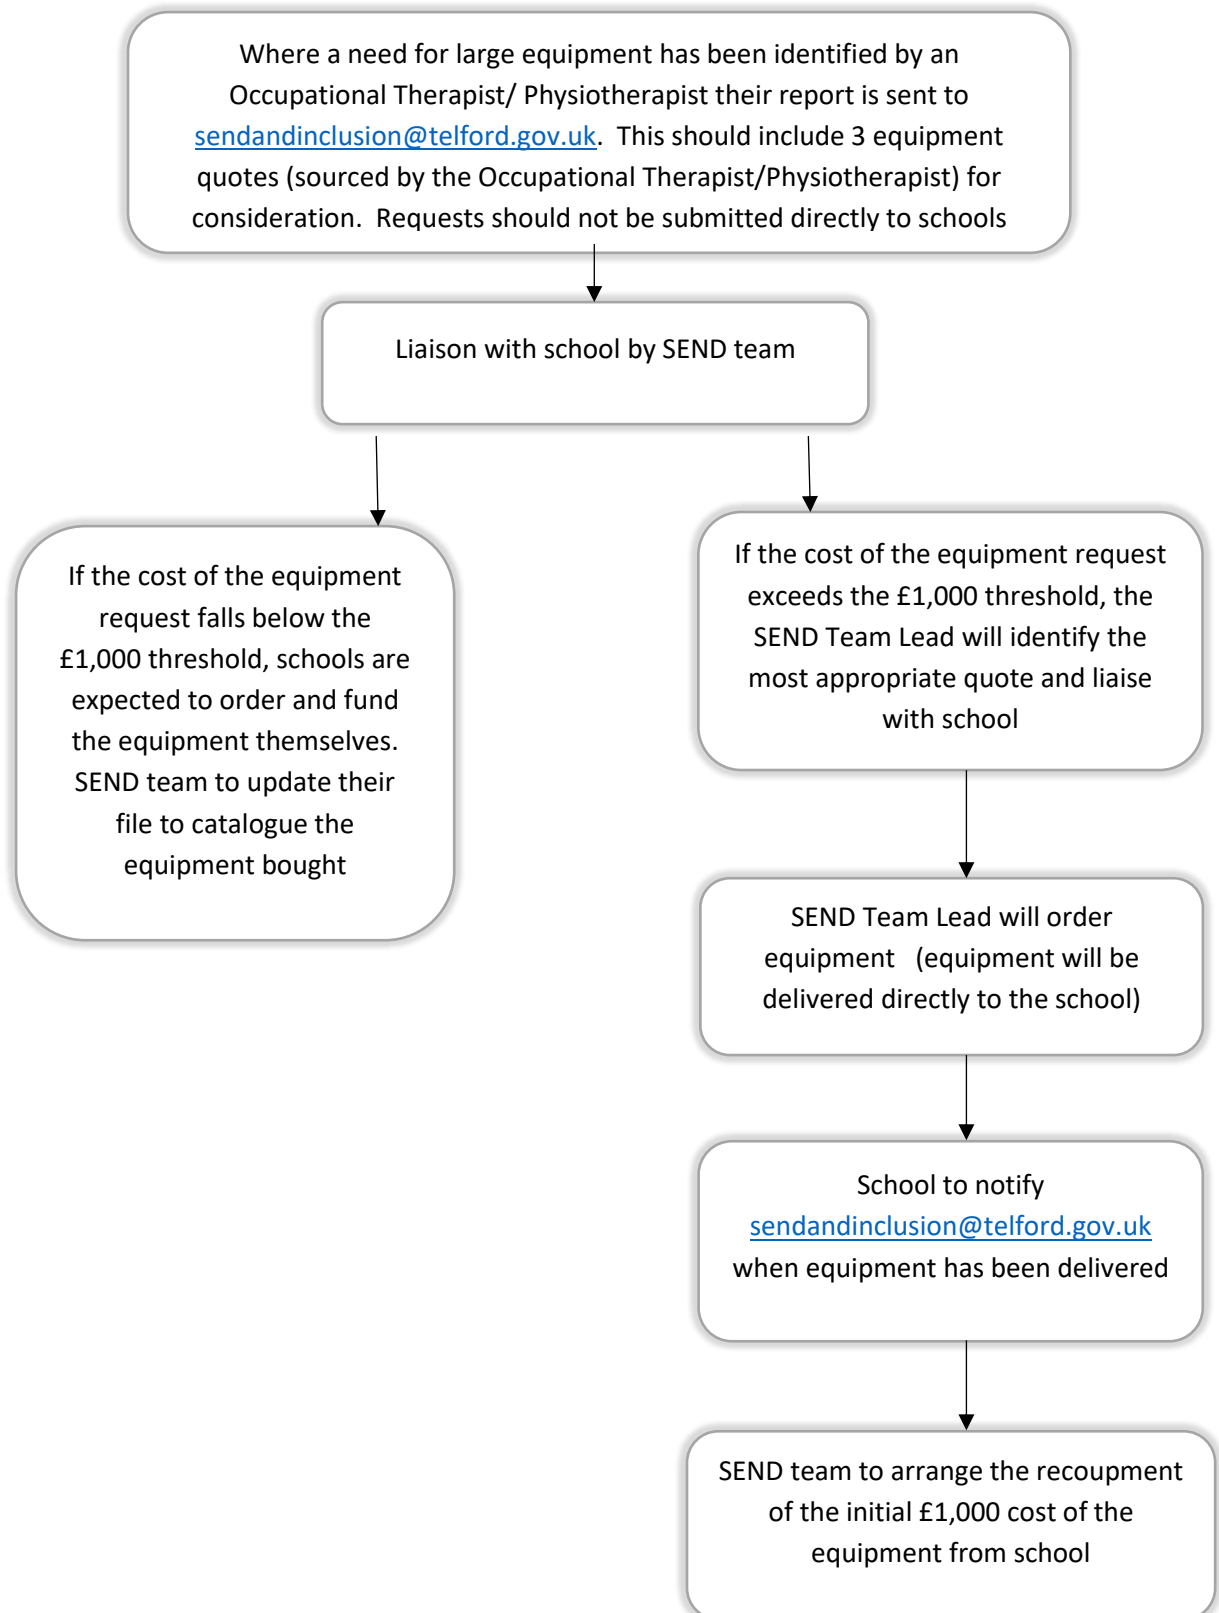 Where a need for large equipment has been identified by an
Occupational Therapist/ Physiotherapist their report is sent to
sendandinclusion@telford.gov.uk.  This should include 3 equipment
quotes (sourced by the Occupational Therapist/Physiotherapist) for
consideration.  Requests should not be submitted directly to schools
Liaison with school by SEND team
If the cost of the equipment
request falls below the
£1,000 threshold, schools are
expected to order and fund
the equipment themselves.
SEND team to update their
file to catalogue the
equipment bought
If the cost of the equipment request
exceeds the £1,000 threshold, the
SEND Team Lead will identify the
most appropriate quote and liaise
with school
SEND Team Lead will order
equipment   (equipment will be
delivered directly to the school)
School to notify
sendandinclusion@telford.gov.uk
when equipment has been delivered
SEND team to arrange the recoupment
of the initial £1,000 cost of the
equipment from school